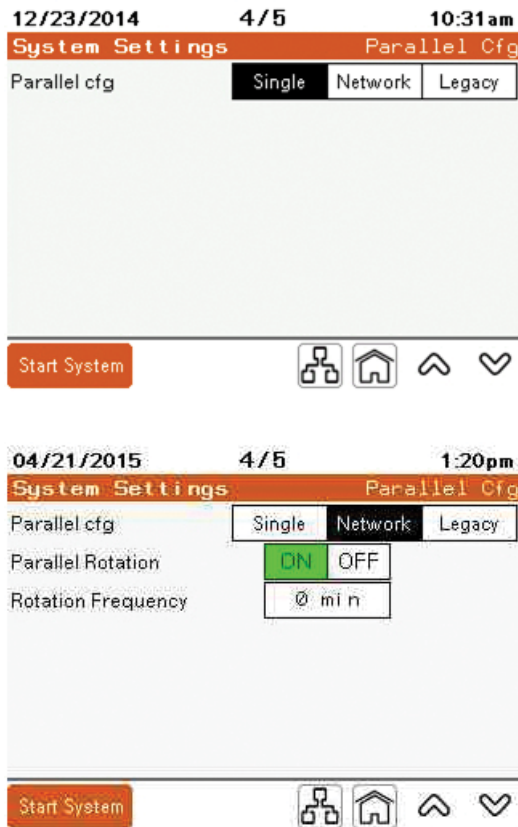 12/23/2014 4/5 10:31am
System Settings Parallel Cfg
Parallel cfg Single Network Legacy
Start System
04/21/2015 4/5 1:20pm
System Settings Parallel Cfg
Parallel cfg Single Network Legacy
Parallel Rotation ON OFF
Rotation Frequency 0 min
Start System